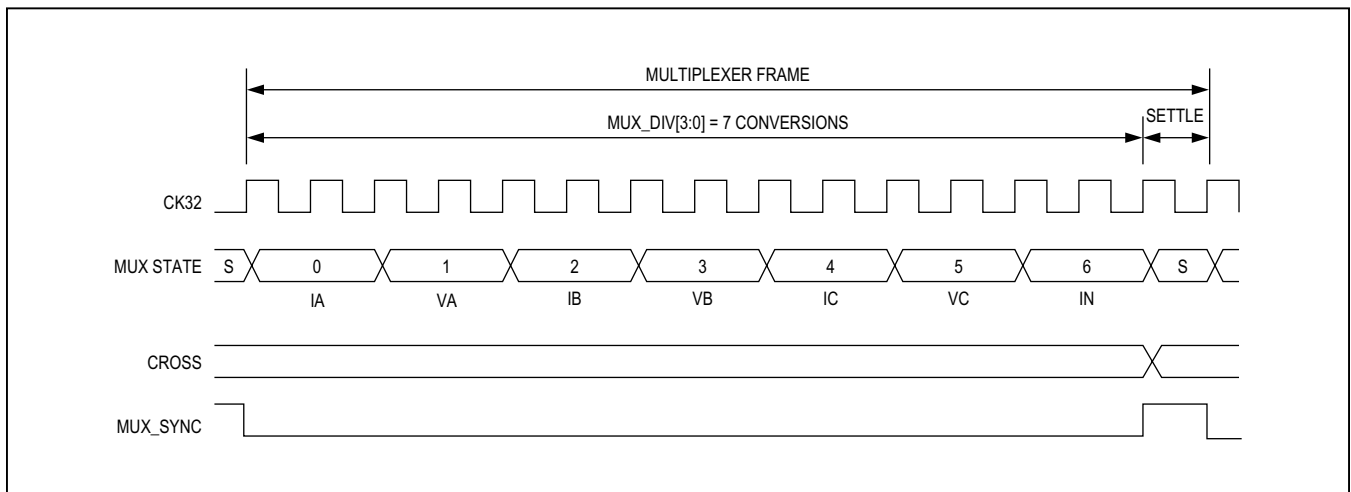 MULTIPLEXER FRAME
MUX_DIV[3:0] = 7 CONVERSIONS
SETTLE
CK32
MUX STATE S 0 1 2 3 4 5 6 S
IA VA IB VB IC VC IN
CROSS
MUX_SYNC